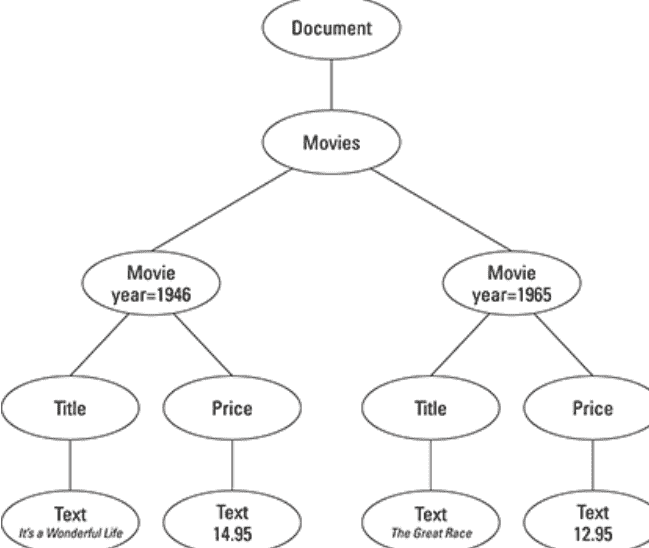 Document
Movies
Movie
year=1946
Movie
year=1965
Title
Price
Title
Price
Text
It's a Wonderful Life
Text
14.95
Text
The Great Race
Text
12.95